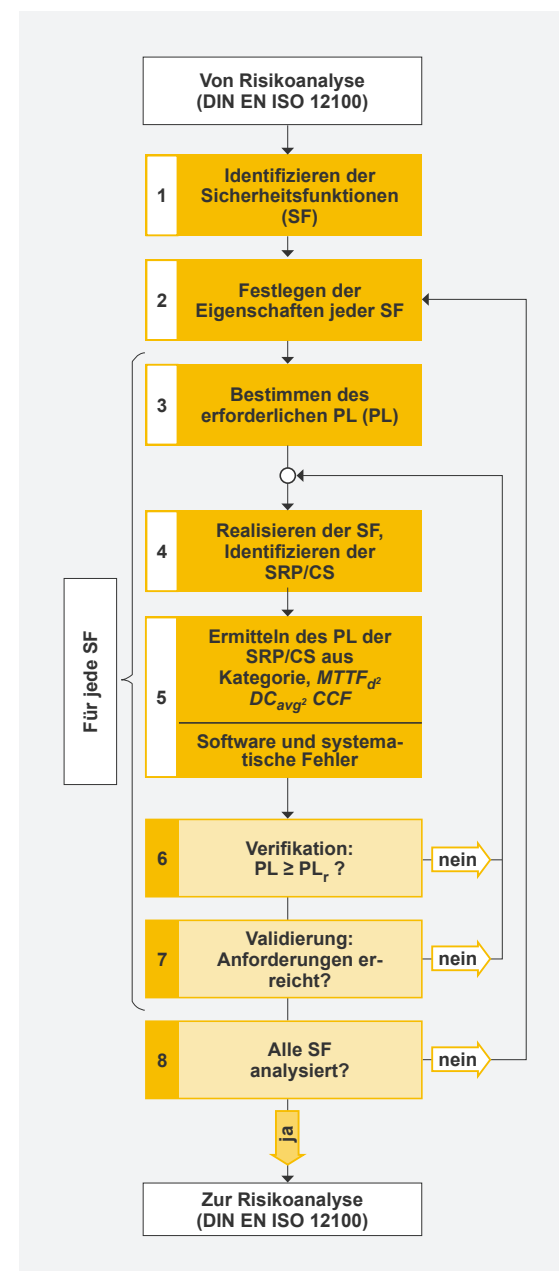 Von Risikoanalyse
(DIN EN ISO 12100)
1
Identifizieren der
Sicherheitsfunktionen
(SF)
2
Festlegen der
Eigenschaften jeder SF
Für jede SF
3
Bestimmen des
erforderlichen PL (PL)
4
Realisieren der SF,
Identifizieren der
SRP/CS
5
Ermitteln des PL der
SRP/CS aus
Kategorie, MTTFd²
DCavg² CCF
Software und systema-
tische Fehler
6
Verifikation:
PL ≥ PLr ?
nein
7
Validierung:
Anforderungen er-
reicht?
nein
8
Alle SF
analysiert?
nein
ja
Zur Risikoanalyse
(DIN EN ISO 12100)